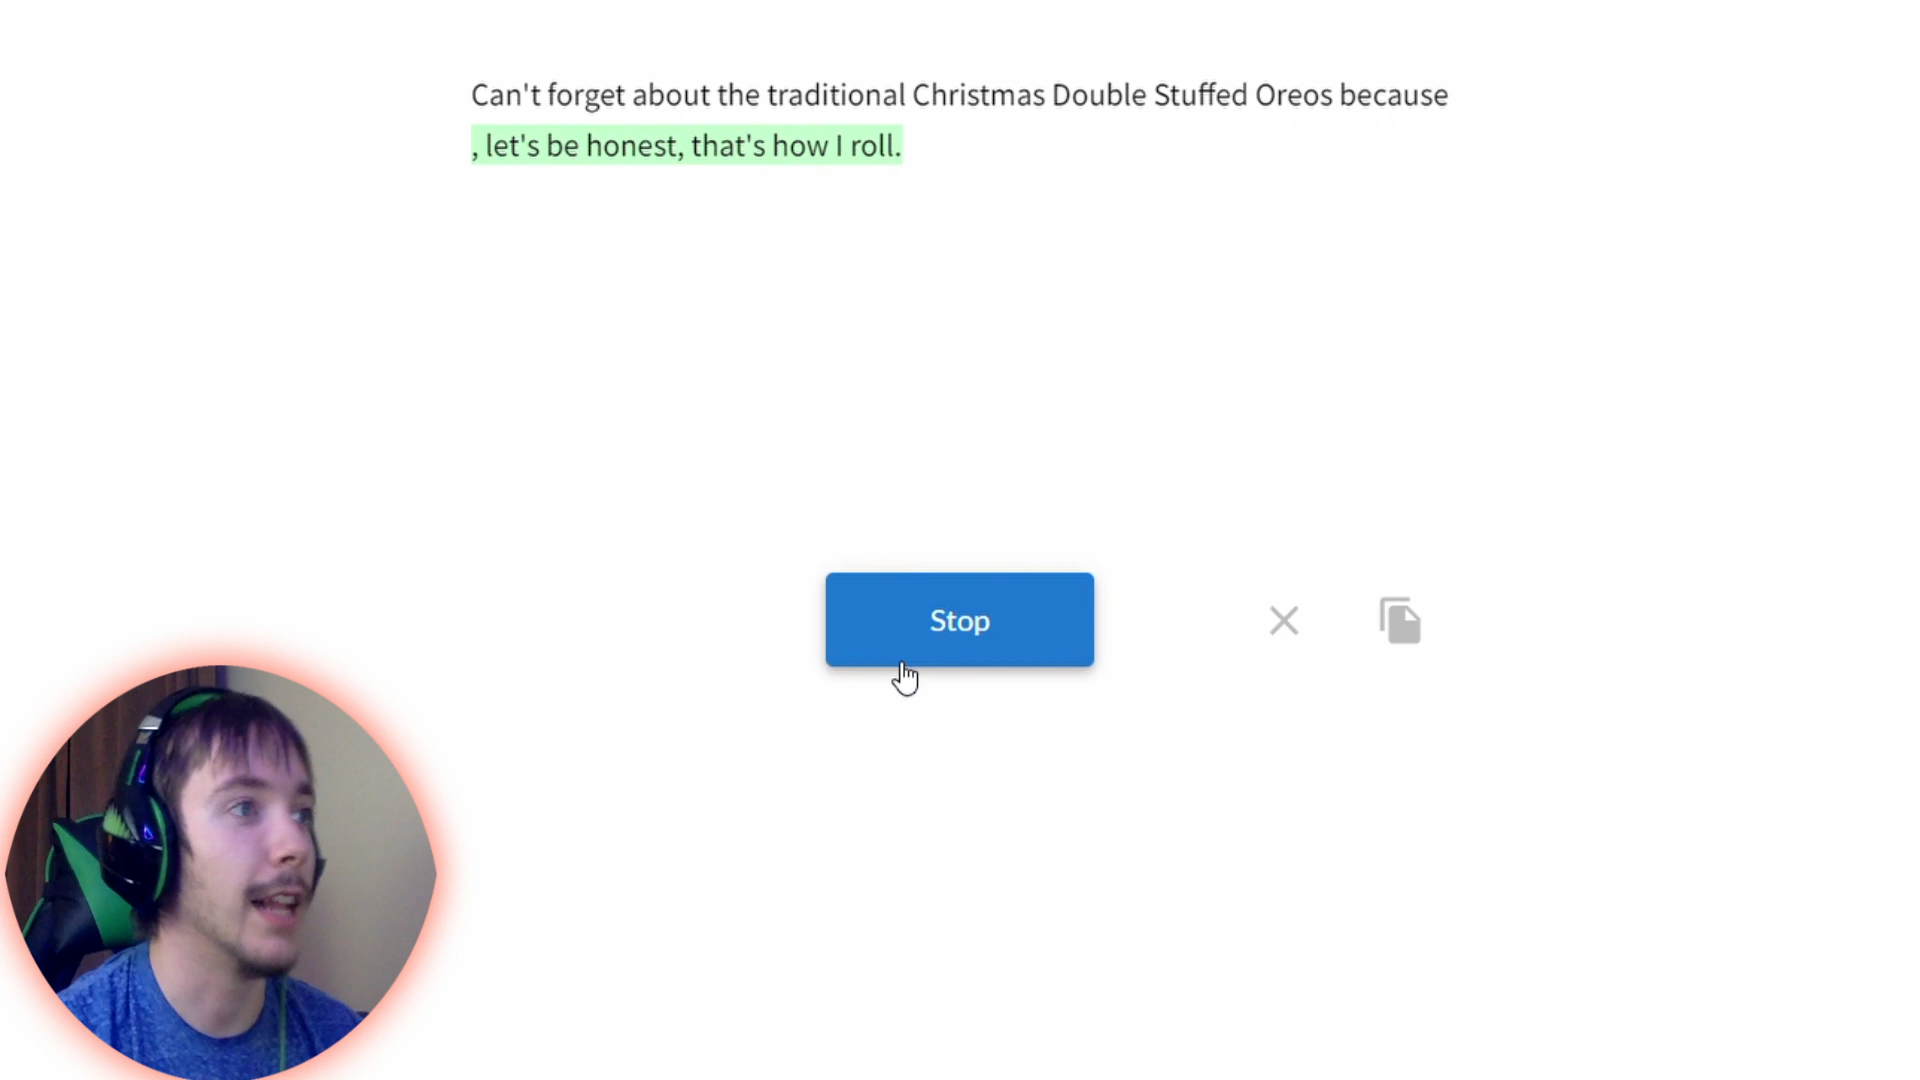 Can't forget about the traditional Christmas Double Stuffed Oreos because
, let's be honest, that's how I roll.
Stop